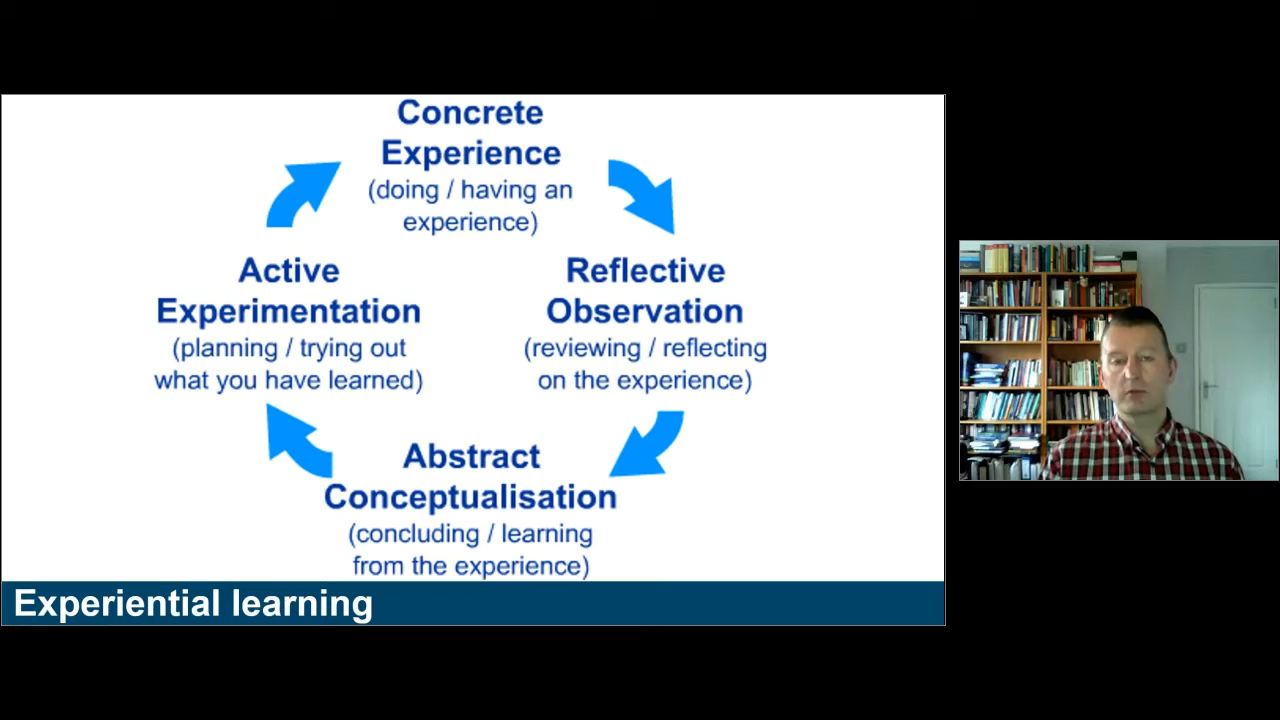 Concrete
Experience
(doing / having an
experience)
Reflective
Observation
(reviewing / reflecting
on the experience)
Abstract
Conceptualisation
(concluding / learning
from the experience)
Active
Experimentation
(planning / trying out
what you have learned)
Experiential learning